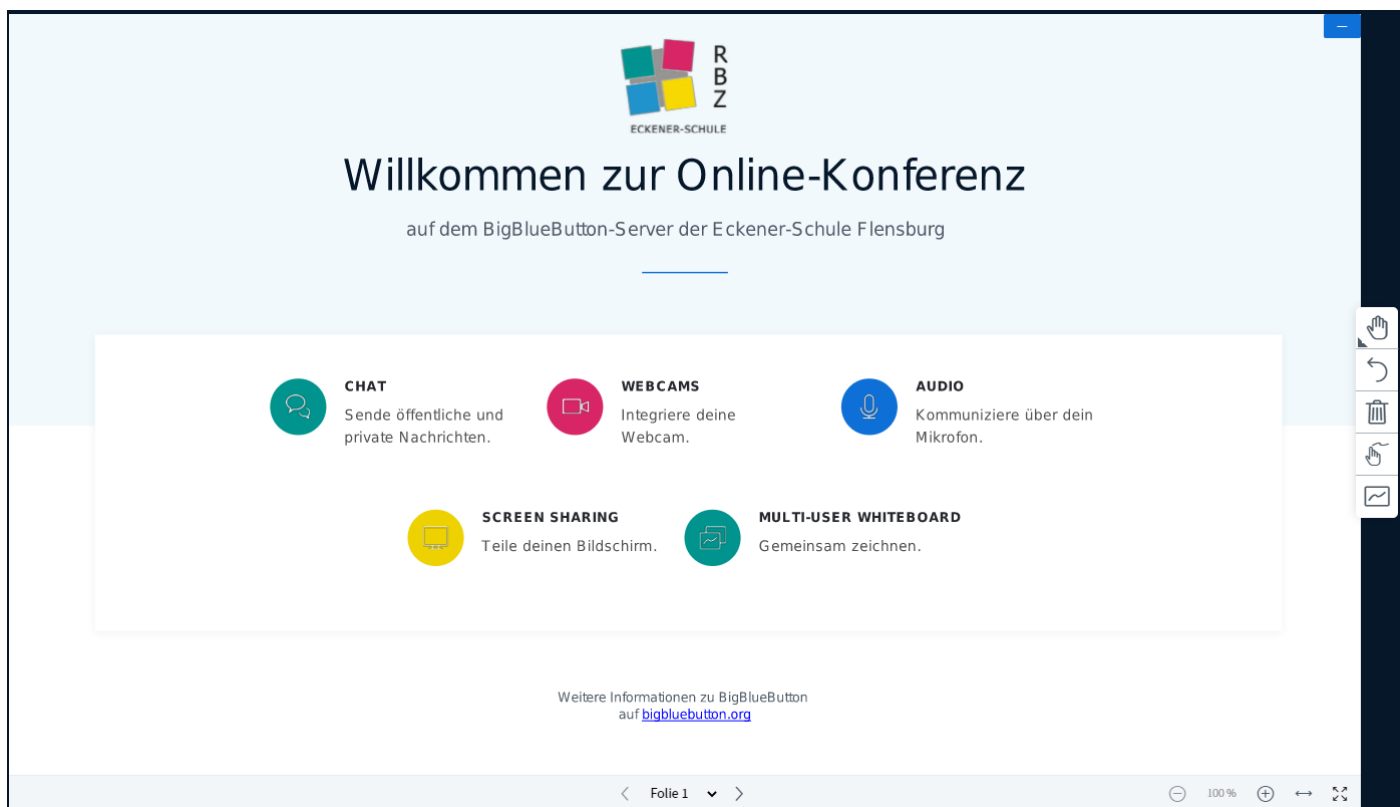 R
B
Z
ECKENER-SCHULE
Willkommen zur Online-Konferenz
auf dem BigBlueButton-Server der Eckener-Schule Flensburg
CHAT
Sende öffentliche und
private Nachrichten.
WEBCAMS
Integriere deine
Webcam.
AUDIO
Kommuniziere über dein
Mikrofon.
SCREEN SHARING
Teile deinen Bildschirm.
MULTI-USER WHITEBOARD
Gemeinsam zeichnen.
Weitere Informationen zu BigBlueButton
auf bigbluebutton.org
Folie 1
100 %